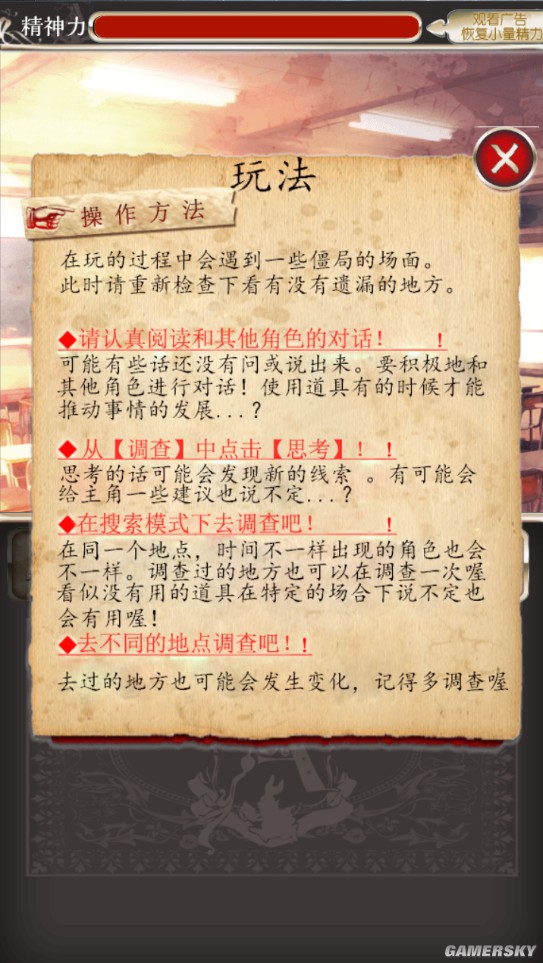 精神力
观看广告
恢复小量精力
玩法
操作方法
在玩的过程中会遇到一些僵局的场面。
此时请重新检查下看有没有遗漏的地方。
◆请认真阅读和其他角色的对话！ ！
可能有些话还没有问或说出来。要积极地和
其他角色进行对话！使用道具有的时候才能
推动事情的发展...？
◆从【调查】中点击【思考】！！
思考的话可能会发现新的线索 。有可能会
给主角一些建议也说不定...？
◆在搜索模式下去调查吧！ ！
在同一个地点，时间不一样出现的角色也会
不一样。调查过的地方也可以在调查一次喔
看似没有用的道具在特定的场合下说不定也
会有用喔！
◆去不同的地点调查吧！！
去过的地方也可能会发生变化，记得多调查喔
GAMERSKY